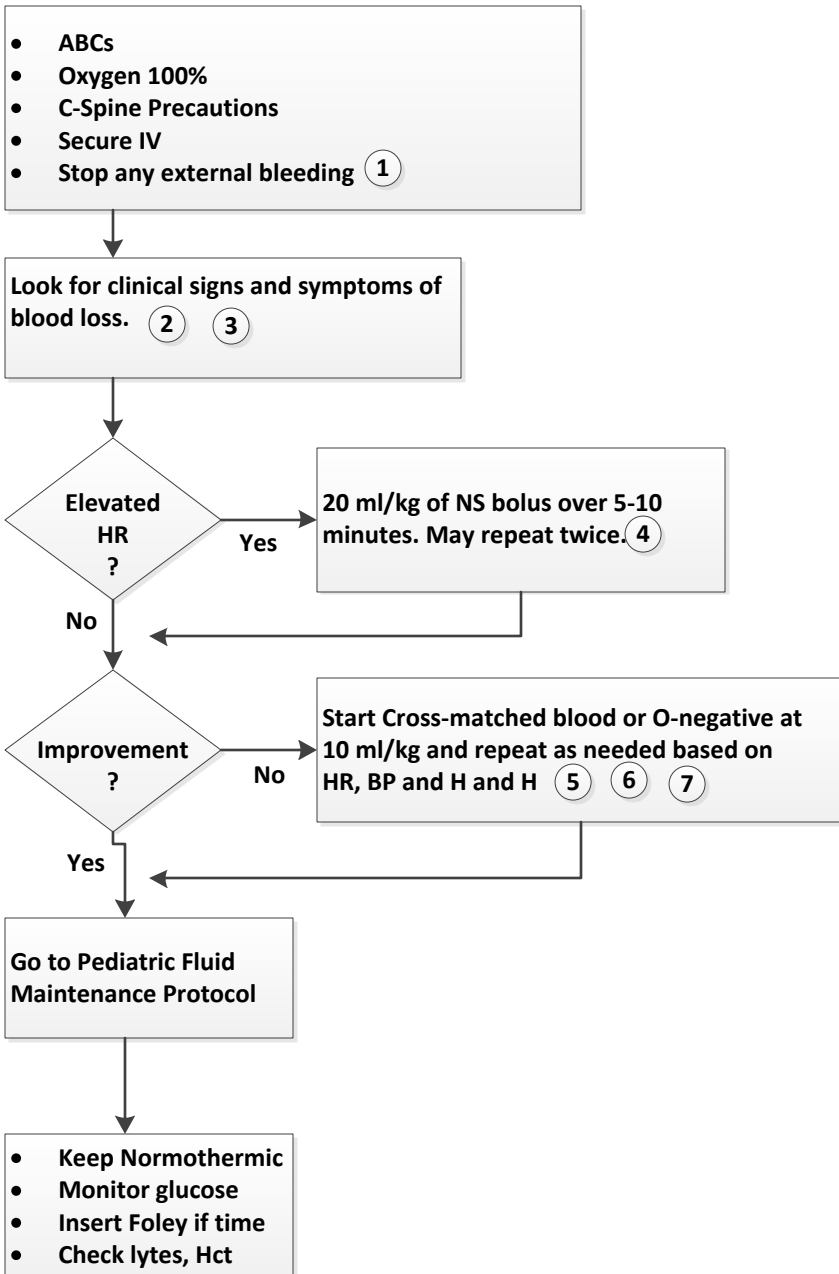 • ABCs
• Oxygen 100%
• C-Spine Precautions
• Secure IV
• Stop any external bleeding 1
Look for clinical signs and symptoms of
blood loss. 2 3
Elevated
HR
?
Yes
20 ml/kg of NS bolus over 5-10
minutes. May repeat twice. 4
No
Improvement
?
No
Start Cross-matched blood or O-negative at
10 ml/kg and repeat as needed based on
HR, BP and H and H 5 6 7
Yes
Go to Pediatric Fluid
Maintenance Protocol
• Keep Normothermic
• Monitor glucose
• Insert Foley if time
• Check lytes, Hct